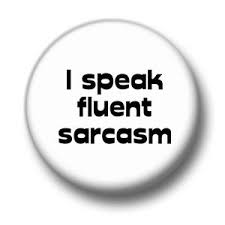 I speak
fluent
sarcasm